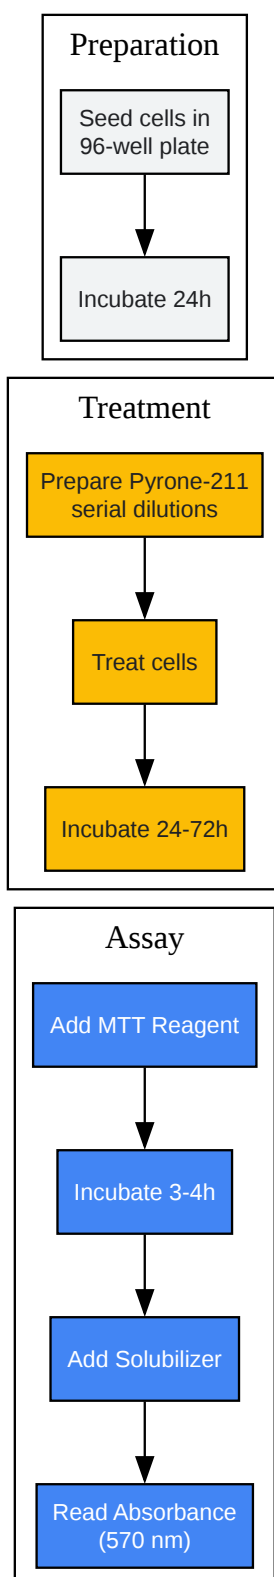 Preparation
Seed cells in
96-well plate
Incubate 24h
Treatment
Prepare Pyrone-211
serial dilutions
Treat cells
Incubate 24-72h
Assay
Add MTT Reagent
Incubate 3-4h
Add Solubilizer
Read Absorbance
(570 nm)